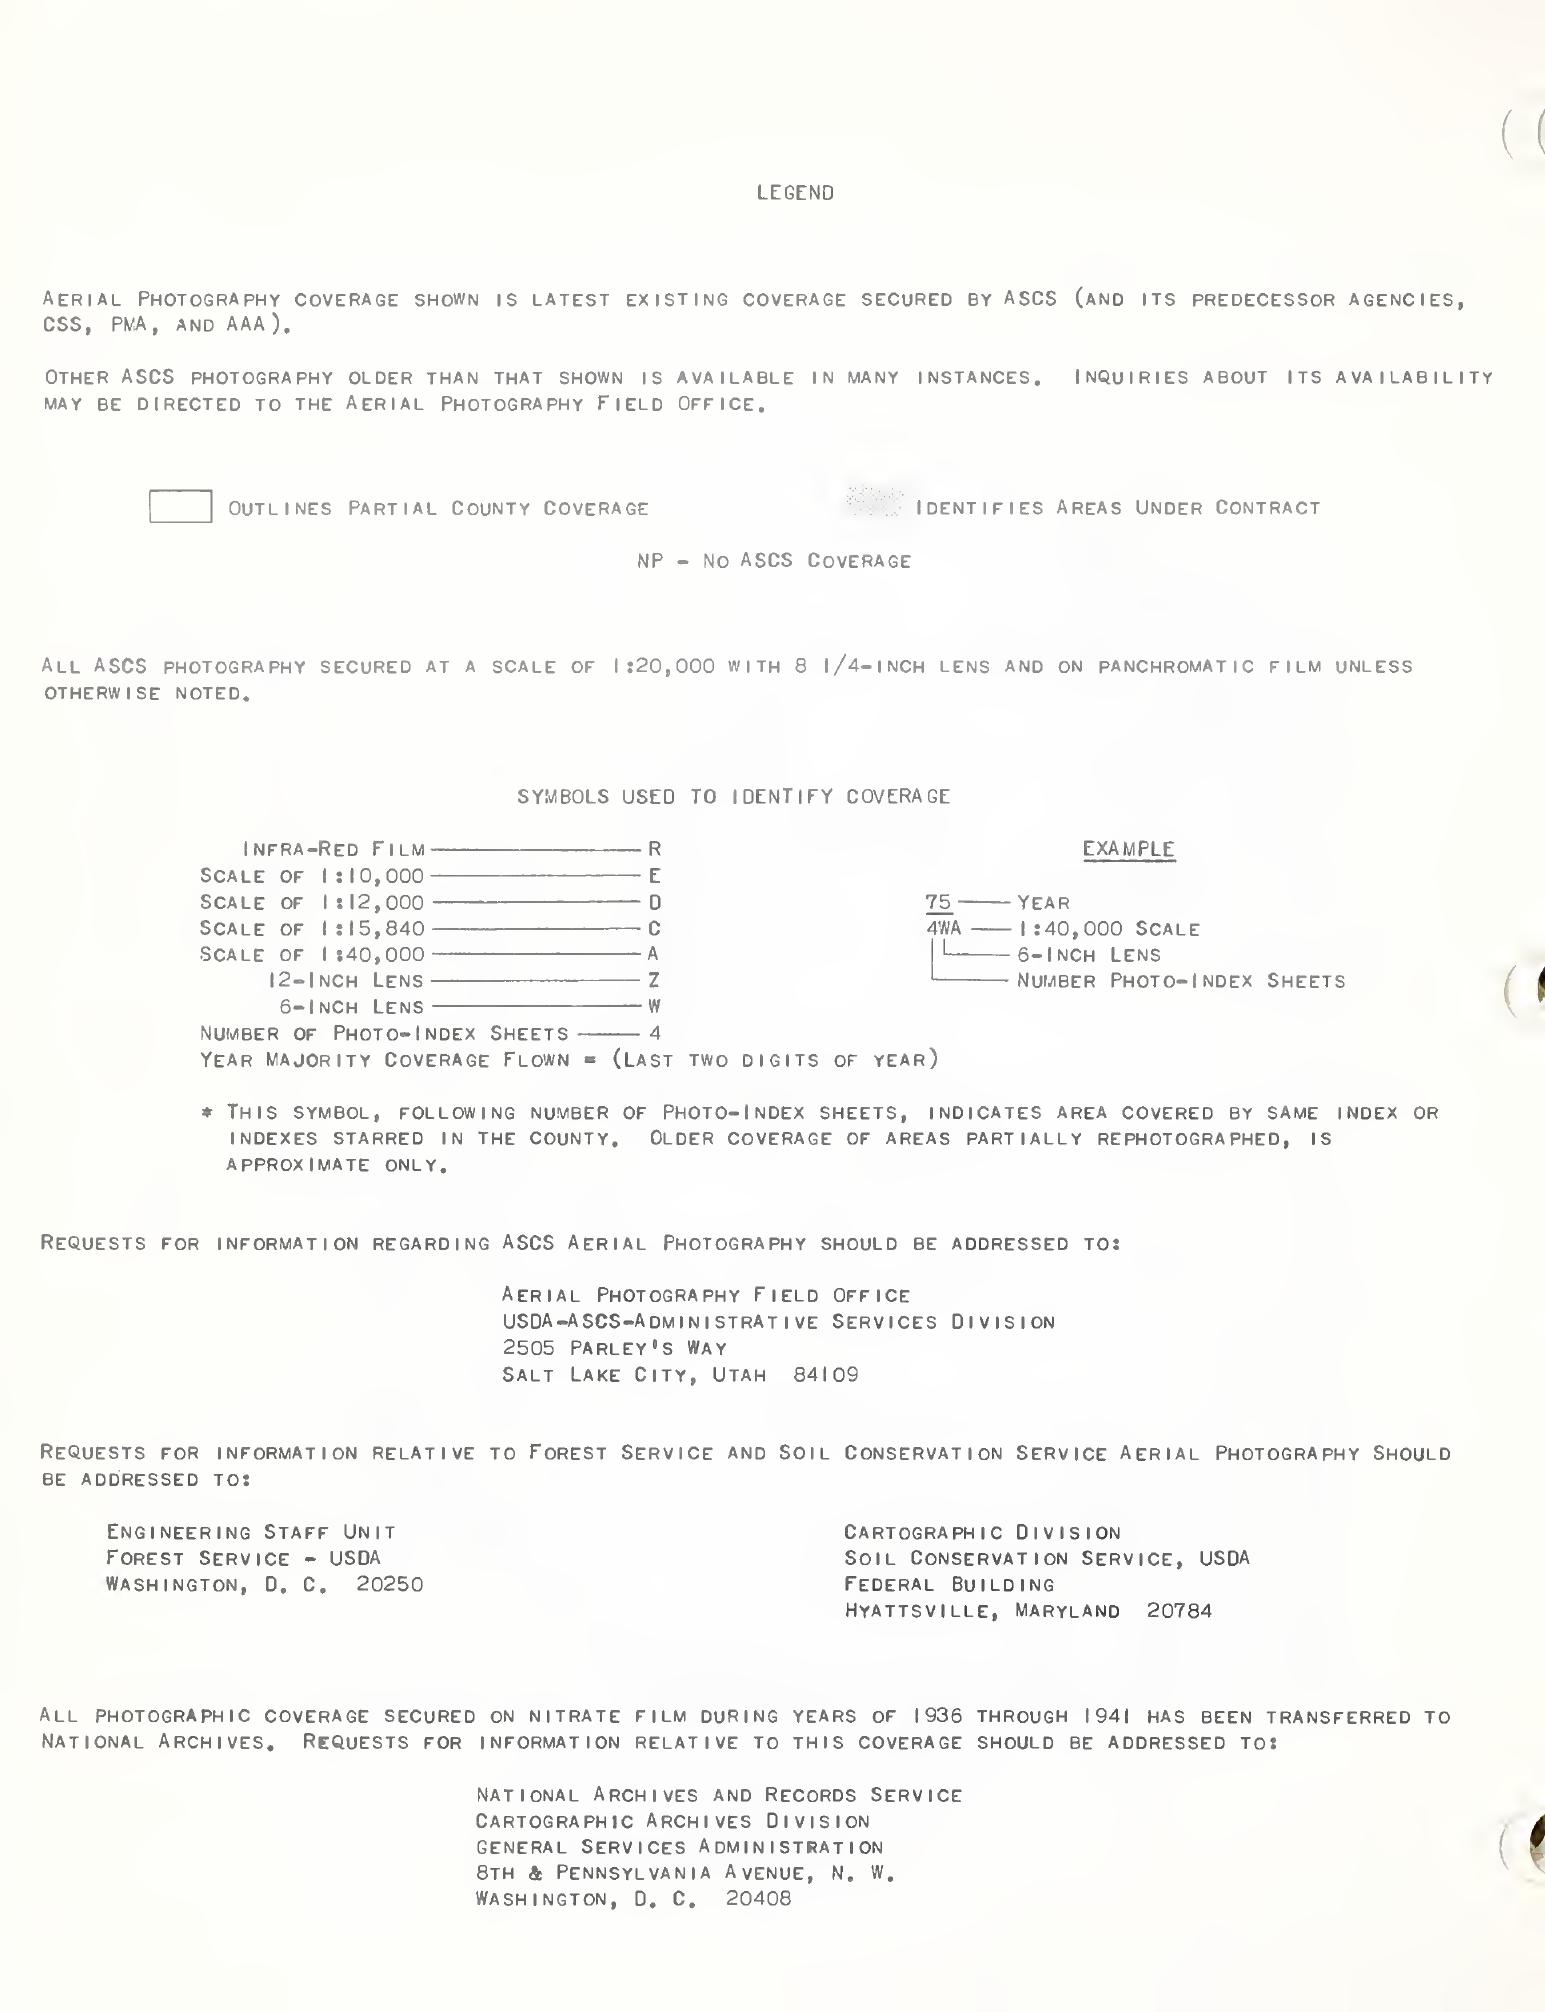 LEGEND
AERIAL PHOTOGRAPHY COVERAGE SHOWN IS LATEST EXISTING COVERAGE SECURED BY ASCS (AND ITS PREDECESSOR AGENCIES,
CSS, PMA, AND AAA).
OTHER ASCS PHOTOGRAPHY OLDER THAN THAT SHOWN IS AVAILABLE IN MANY INSTANCES. INQUIRIES ABOUT ITS AVAILABILITY
MAY BE DIRECTED TO THE AERIAL PHOTOGRAPHY FIELD OFFICE.
OUTLINES PARTIAL COUNTY COVERAGE
IDENTIFIES AREAS UNDER CONTRACT
NP - NO ASCS COVERAGE
ALL ASCS PHOTOGRAPHY SECURED AT A SCALE OF 1:20,000 WITH 8 1/4-INCH LENS AND ON PANCHROMATIC FILM UNLESS
OTHERWISE NOTED.
SYMBOLS USED TO IDENTIFY COVERAGE
INFRA-RED FILM R
SCALE OF 1:10,000 E
SCALE OF 1:12,000 D
SCALE OF 1:15,840 C
SCALE OF 1:40,000 A
12-INCH LENS Z
6-INCH LENS W
NUMBER OF PHOTO-INDEX SHEETS 4
YEAR MAJORITY COVERAGE FLOWN = (LAST TWO DIGITS OF YEAR)
EXAMPLE
75 YEAR
4WA 1:40,000 SCALE
6-INCH LENS
NUMBER PHOTO-INDEX SHEETS
* THIS SYMBOL, FOLLOWING NUMBER OF PHOTO-INDEX SHEETS, INDICATES AREA COVERED BY SAME INDEX OR
INDEXES STARRED IN THE COUNTY. OLDER COVERAGE OF AREAS PARTIALLY REPHOTOGRAPHED, IS
APPROXIMATE ONLY.
REQUESTS FOR INFORMATION REGARDING ASCS AERIAL PHOTOGRAPHY SHOULD BE ADDRESSED TO:
AERIAL PHOTOGRAPHY FIELD OFFICE
USDA-ASCS-ADMINISTRATIVE SERVICES DIVISION
2505 PARLEY'S WAY
SALT LAKE CITY, UTAH 84109
REQUESTS FOR INFORMATION RELATIVE TO FOREST SERVICE AND SOIL CONSERVATION SERVICE AERIAL PHOTOGRAPHY SHOULD
BE ADDRESSED TO:
ENGINEERING STAFF UNIT
FOREST SERVICE - USDA
WASHINGTON, D. C. 20250
CARTOGRAPHIC DIVISION
SOIL CONSERVATION SERVICE, USDA
FEDERAL BUILDING
HYATTSVILLE, MARYLAND 20784
ALL PHOTOGRAPHIC COVERAGE SECURED ON NITRATE FILM DURING YEARS OF 1936 THROUGH 1941 HAS BEEN TRANSFERRED TO
NATIONAL ARCHIVES. REQUESTS FOR INFORMATION RELATIVE TO THIS COVERAGE SHOULD BE ADDRESSED TO:
NATIONAL ARCHIVES AND RECORDS SERVICE
CARTOGRAPHIC ARCHIVES DIVISION
GENERAL SERVICES ADMINISTRATION
8TH & PENNSYLVANIA AVENUE, N. W.
WASHINGTON, D. C. 20408